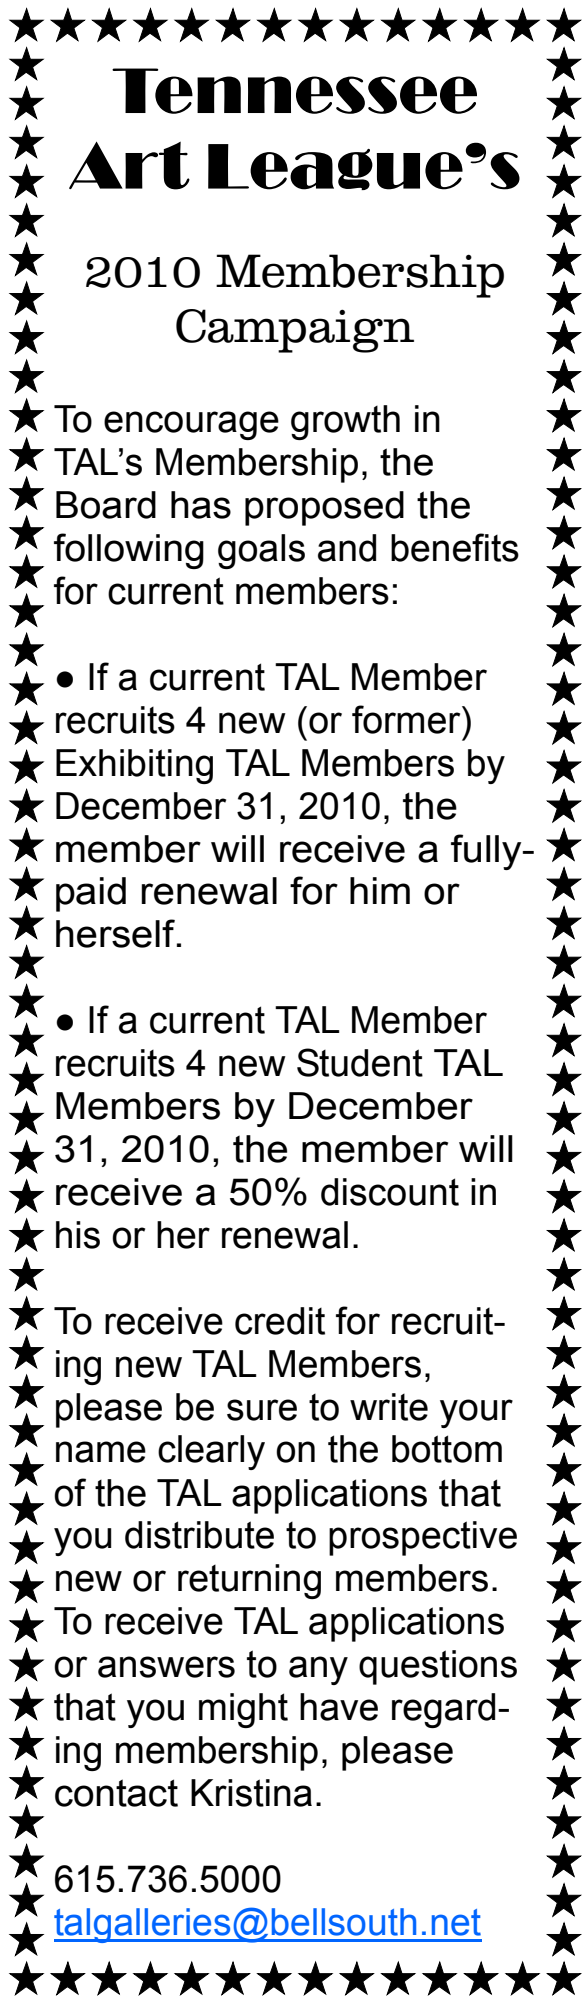 Tennessee
Art League’s
2010 Membership
Campaign
To encourage growth in
TAL’s Membership, the
Board has proposed the
following goals and benefits
for current members:
● If a current TAL Member
recruits 4 new (or former)
Exhibiting TAL Members by
December 31, 2010, the
member will receive a fully-
paid renewal for him or
herself.
● If a current TAL Member
recruits 4 new Student TAL
Members by December
31, 2010, the member will
receive a 50% discount in
his or her renewal.
To receive credit for recruit-
ing new TAL Members,
please be sure to write your
name clearly on the bottom
of the TAL applications that
you distribute to prospective
new or returning members.
To receive TAL applications
or answers to any questions
that you might have regard-
ing membership, please
contact Kristina.
615.736.5000
talgalleries@bellsouth.net